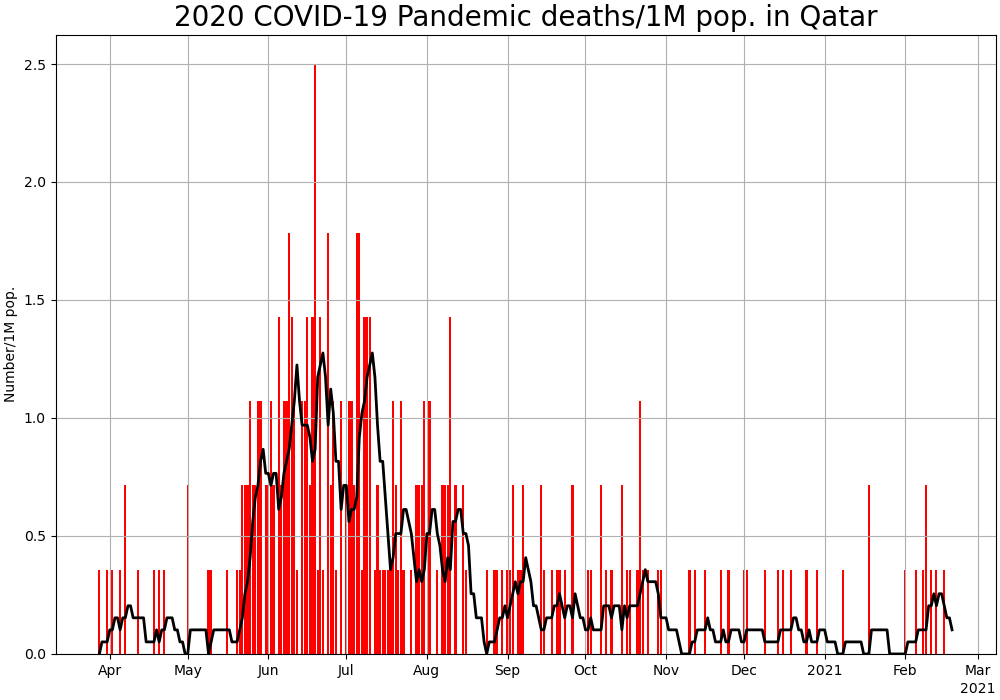 2020 COVID-19 Pandemic deaths/1M pop. in Qatar
Number/1M pop.
2.5
2.0
1.5
1.0
0.5
0.0
Apr May Jun Jul Aug Sep Oct Nov Dec 2021 Feb Mar
2021